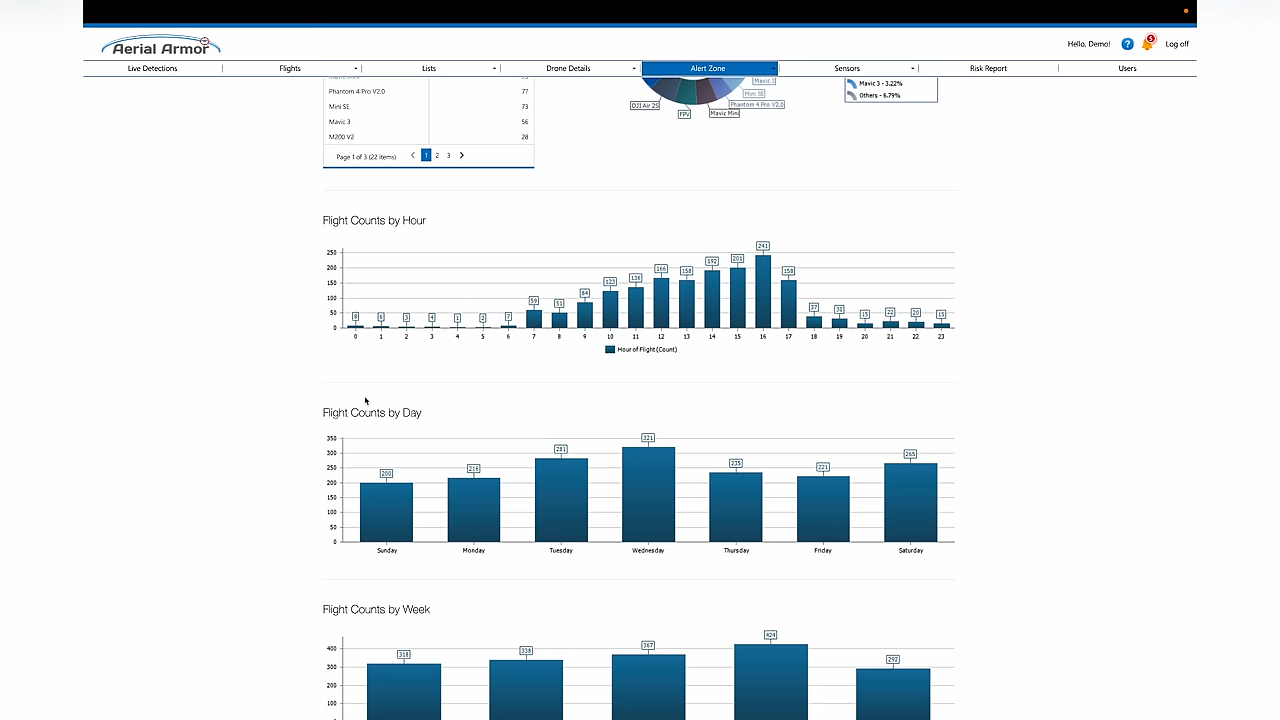 Aerial Armor
Hello, Demo! ? 5 Log off
Live Detections Flights Lists Drone Details Alert Zone Sensors Risk Report Users
Phantom 4 Pro V2.0 77
Mini SE 73
Mavic 3 56
M200 V2 28
Page 1 of 3 (22 items) 1 2 3
Mavic 3
Mini SE
Phantom 4 Pro V2.0
DJI Air 2S
FPV
Mavic Mini
Mavic 3 - 3.22%
Others - 6.79%
Flight Counts by Hour
250
200
150
100
50
0
8 6 3 4 1 2 7 59 51 84 123 136 166 158 192 201 241 158 37 30 15 22 20 15
0 1 2 3 4 5 6 7 8 9 10 11 12 13 14 15 16 17 18 19 20 21 22 23
Hour of Flight (Count)
Flight Counts by Day
350
300
250
200
150
100
50
0
200 216 281 321 235 221 265
Sunday Monday Tuesday Wednesday Thursday Friday Saturday
Flight Counts by Week
400
300
200
100
318 338 367 424 292